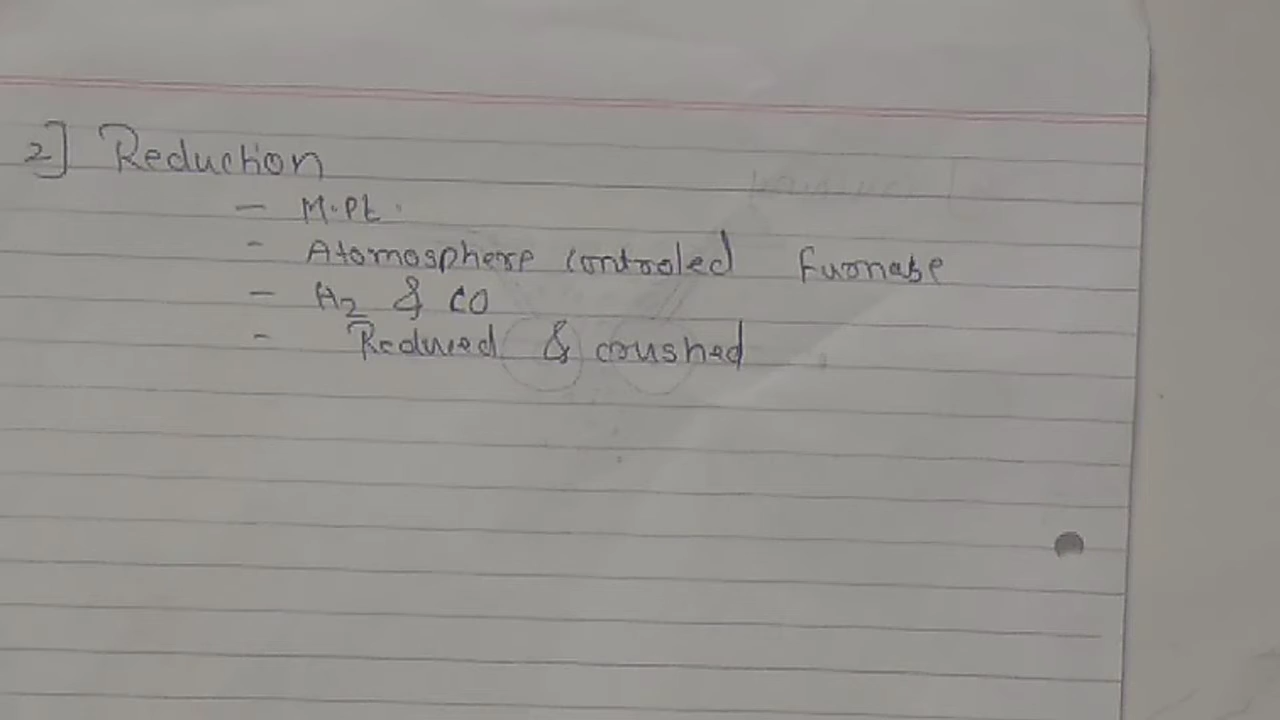 2] Reduction
- M.Pt.
- Atomosphere controled furnase
- H2 & CO
- Reduced & crushed